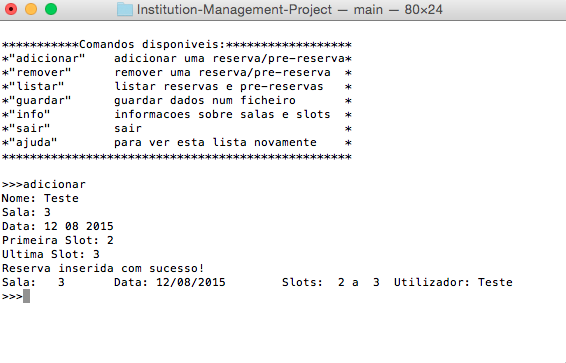 Institution-Management-Project — main — 80×24
***********Comandos disponiveis:******************
*"adicionar"    adicionar uma reserva/pre-reserva*
*"remover"      remover uma reserva/pre-reserva  *
*"listar"       listar reservas e pre-reservas   *
*"guardar"      guardar dados num ficheiro       *
*"info"         informacoes sobre salas e slots  *
*"sair"         sair                             *
*"ajuda"        para ver esta lista novamente    *
**************************************************
>>>adicionar
Nome: Teste
Sala: 3
Data: 12 08 2015
Primeira Slot: 2
Ultima Slot: 3
Reserva inserida com sucesso!
Sala:   3       Data: 12/08/2015        Slots:  2 a  3  Utilizador: Teste
>>>